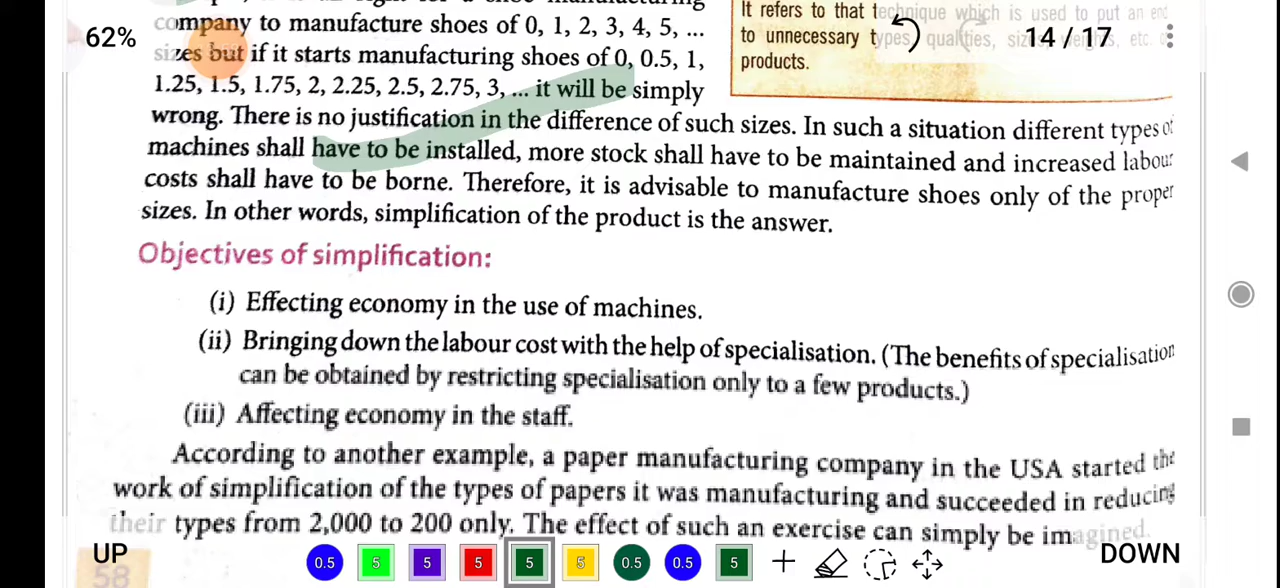 company to manufacture shoes of 0, 1, 2, 3, 4, 5, ...
sizes but if it starts manufacturing shoes of 0, 0.5, 1,
1.25, 1.5, 1.75, 2, 2.25, 2.5, 2.75, 3, ... it will be simply
wrong. There is no justification in the difference of such sizes. In such a situation different types of
machines shall have to be installed, more stock shall have to be maintained and increased labour
costs shall have to be borne. Therefore, it is advisable to manufacture shoes only of the proper
sizes. In other words, simplification of the product is the answer.
It refers to that technique which is used to put an end
to unnecessary types, qualities, sizes, weights, etc.
products.
62%
14 / 17
Objectives of simplification:
(i) Effecting economy in the use of machines.
(ii) Bringing down the labour cost with the help of specialisation. (The benefits of specialisation
can be obtained by restricting specialisation only to a few products.)
(iii) Affecting economy in the staff.
According to another example, a paper manufacturing company in the USA started the
work of simplification of the types of papers it was manufacturing and succeeded in reducing
their types from 2,000 to 200 only. The effect of such an exercise can simply be imagined.
UP
58
0.5 5 5 5 5 5 0.5 0.5 5
DOWN